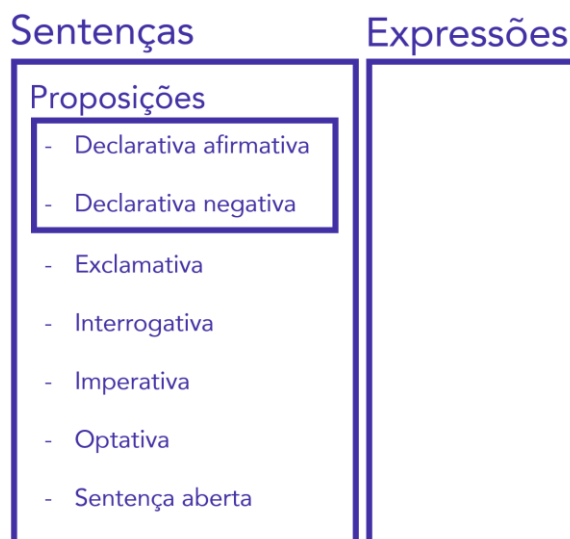 Sentenças
Expressões
Proposições
- Declarativa afirmativa
- Declarativa negativa
- Exclamativa
- Interrogativa
- Imperativa
- Optativa
- Sentença aberta